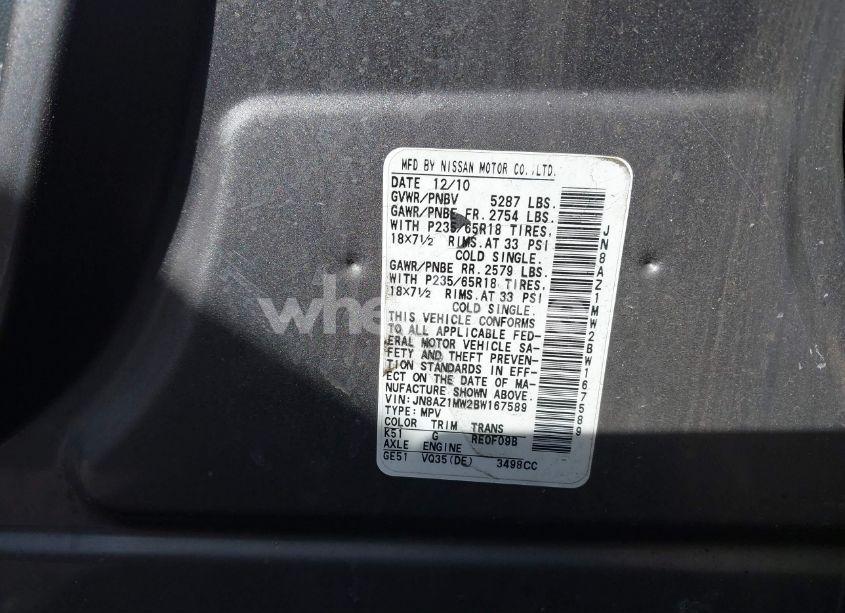 MFD BY NISSAN MOTOR CO.,LTD.
DATE 12/10
GVWR/PNBV 5287 LBS.
GAWR/PNBE FR. 2754 LBS.
WITH P235/65R18 TIRES,
18X7½ RIMS. AT 33 PSI
COLD SINGLE.
GAWR/PNBE RR. 2579 LBS.
WITH P235/65R18 TIRES,
18X7½ RIMS. AT 33 PSI
COLD SINGLE.
THIS VEHICLE CONFORMS
TO ALL APPLICABLE FED-
ERAL MOTOR VEHICLE SA-
FETY AND THEFT PREVEN-
TION STANDARDS IN EFF-
ECT ON THE DATE OF MA-
NUFACTURE SHOWN ABOVE.
VIN: JN8AZ1MW2BW167589
TYPE: MPV
COLOR TRIM TRANS
K51 G RE0F09B
AXLE ENGINE
GE51 VQ35(DE) 3498CC
JN8AZ1MW2BW167589